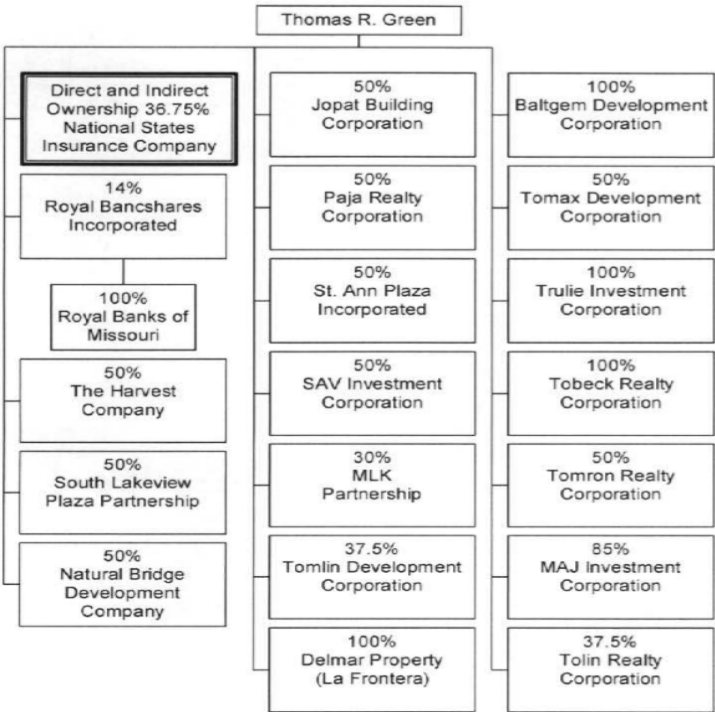 Thomas R. Green
Direct and Indirect
Ownership 36.75%
National States
Insurance Company
14%
Royal Bancshares
Incorporated
100%
Royal Banks of
Missouri
50%
The Harvest
Company
50%
South Lakeview
Plaza Partnership
50%
Natural Bridge
Development
Company
50%
Jopat Building
Corporation
50%
Paja Realty
Corporation
50%
St. Ann Plaza
Incorporated
50%
SAV Investment
Corporation
30%
MLK
Partnership
37.5%
Tomlin Development
Corporation
100%
Delmar Property
(La Frontera)
100%
Baltgem Development
Corporation
50%
Tomax Development
Corporation
100%
Trulie Investment
Corporation
100%
Tobeck Realty
Corporation
50%
Tomron Realty
Corporation
85%
MAJ Investment
Corporation
37.5%
Tolin Realty
Corporation